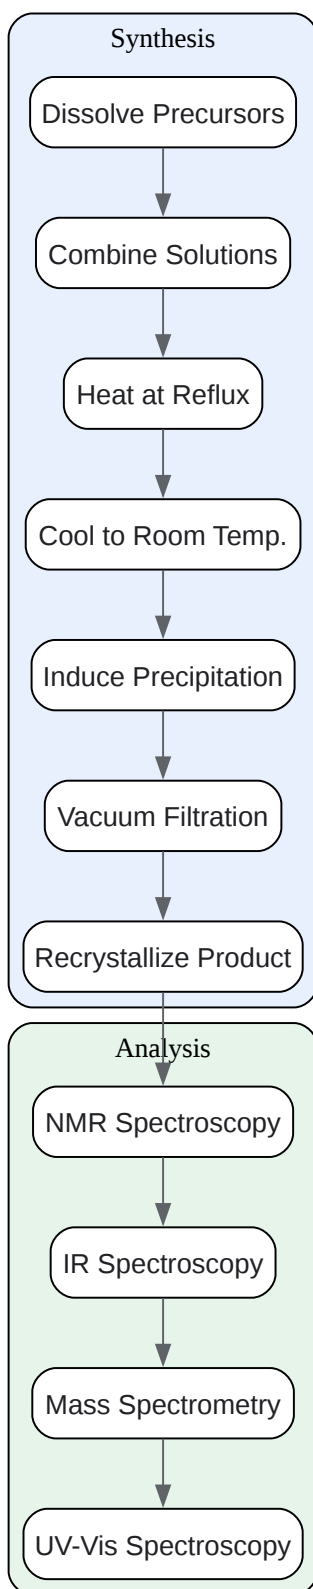 Synthesis
Dissolve Precursors
Combine Solutions
Heat at Reflux
Cool to Room Temp.
Induce Precipitation
Vacuum Filtration
Recrystallize Product
Analysis
NMR Spectroscopy
IR Spectroscopy
Mass Spectrometry
UV-Vis Spectroscopy